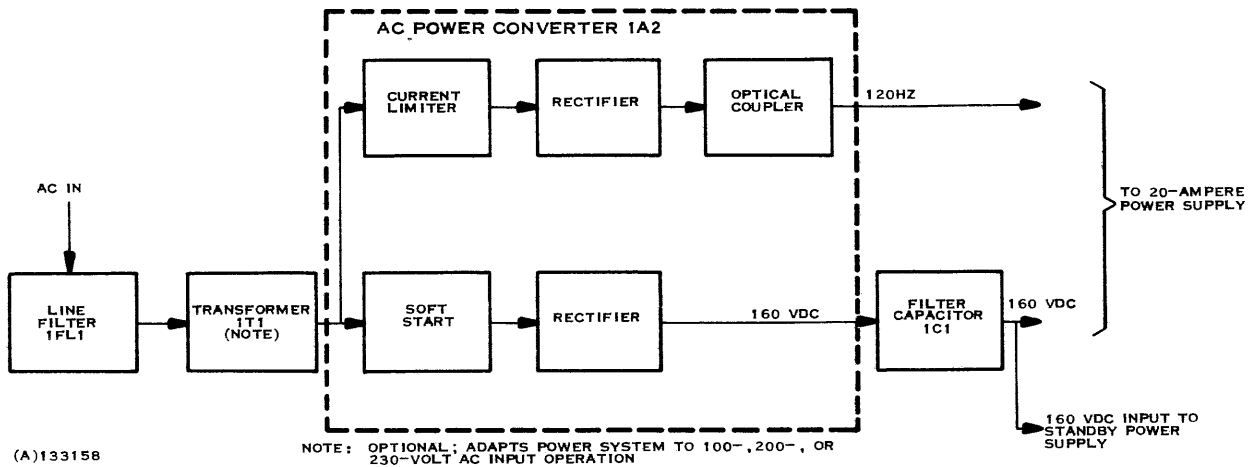 AC POWER CONVERTER 1A2
CURRENT
LIMITER
RECTIFIER
OPTICAL
COUPLER
120HZ
TO 20-AMPERE
POWER SUPPLY
AC IN
LINE
FILTER
1FL1
TRANSFORMER
1T1
(NOTE)
SOFT
START
RECTIFIER
160 VDC
FILTER
CAPACITOR
1C1
160 VDC
160 VDC INPUT TO
STANDBY POWER
SUPPLY
NOTE: OPTIONAL; ADAPTS POWER SYSTEM TO 100-,200-, OR
230-VOLT AC INPUT OPERATION
(A)133158